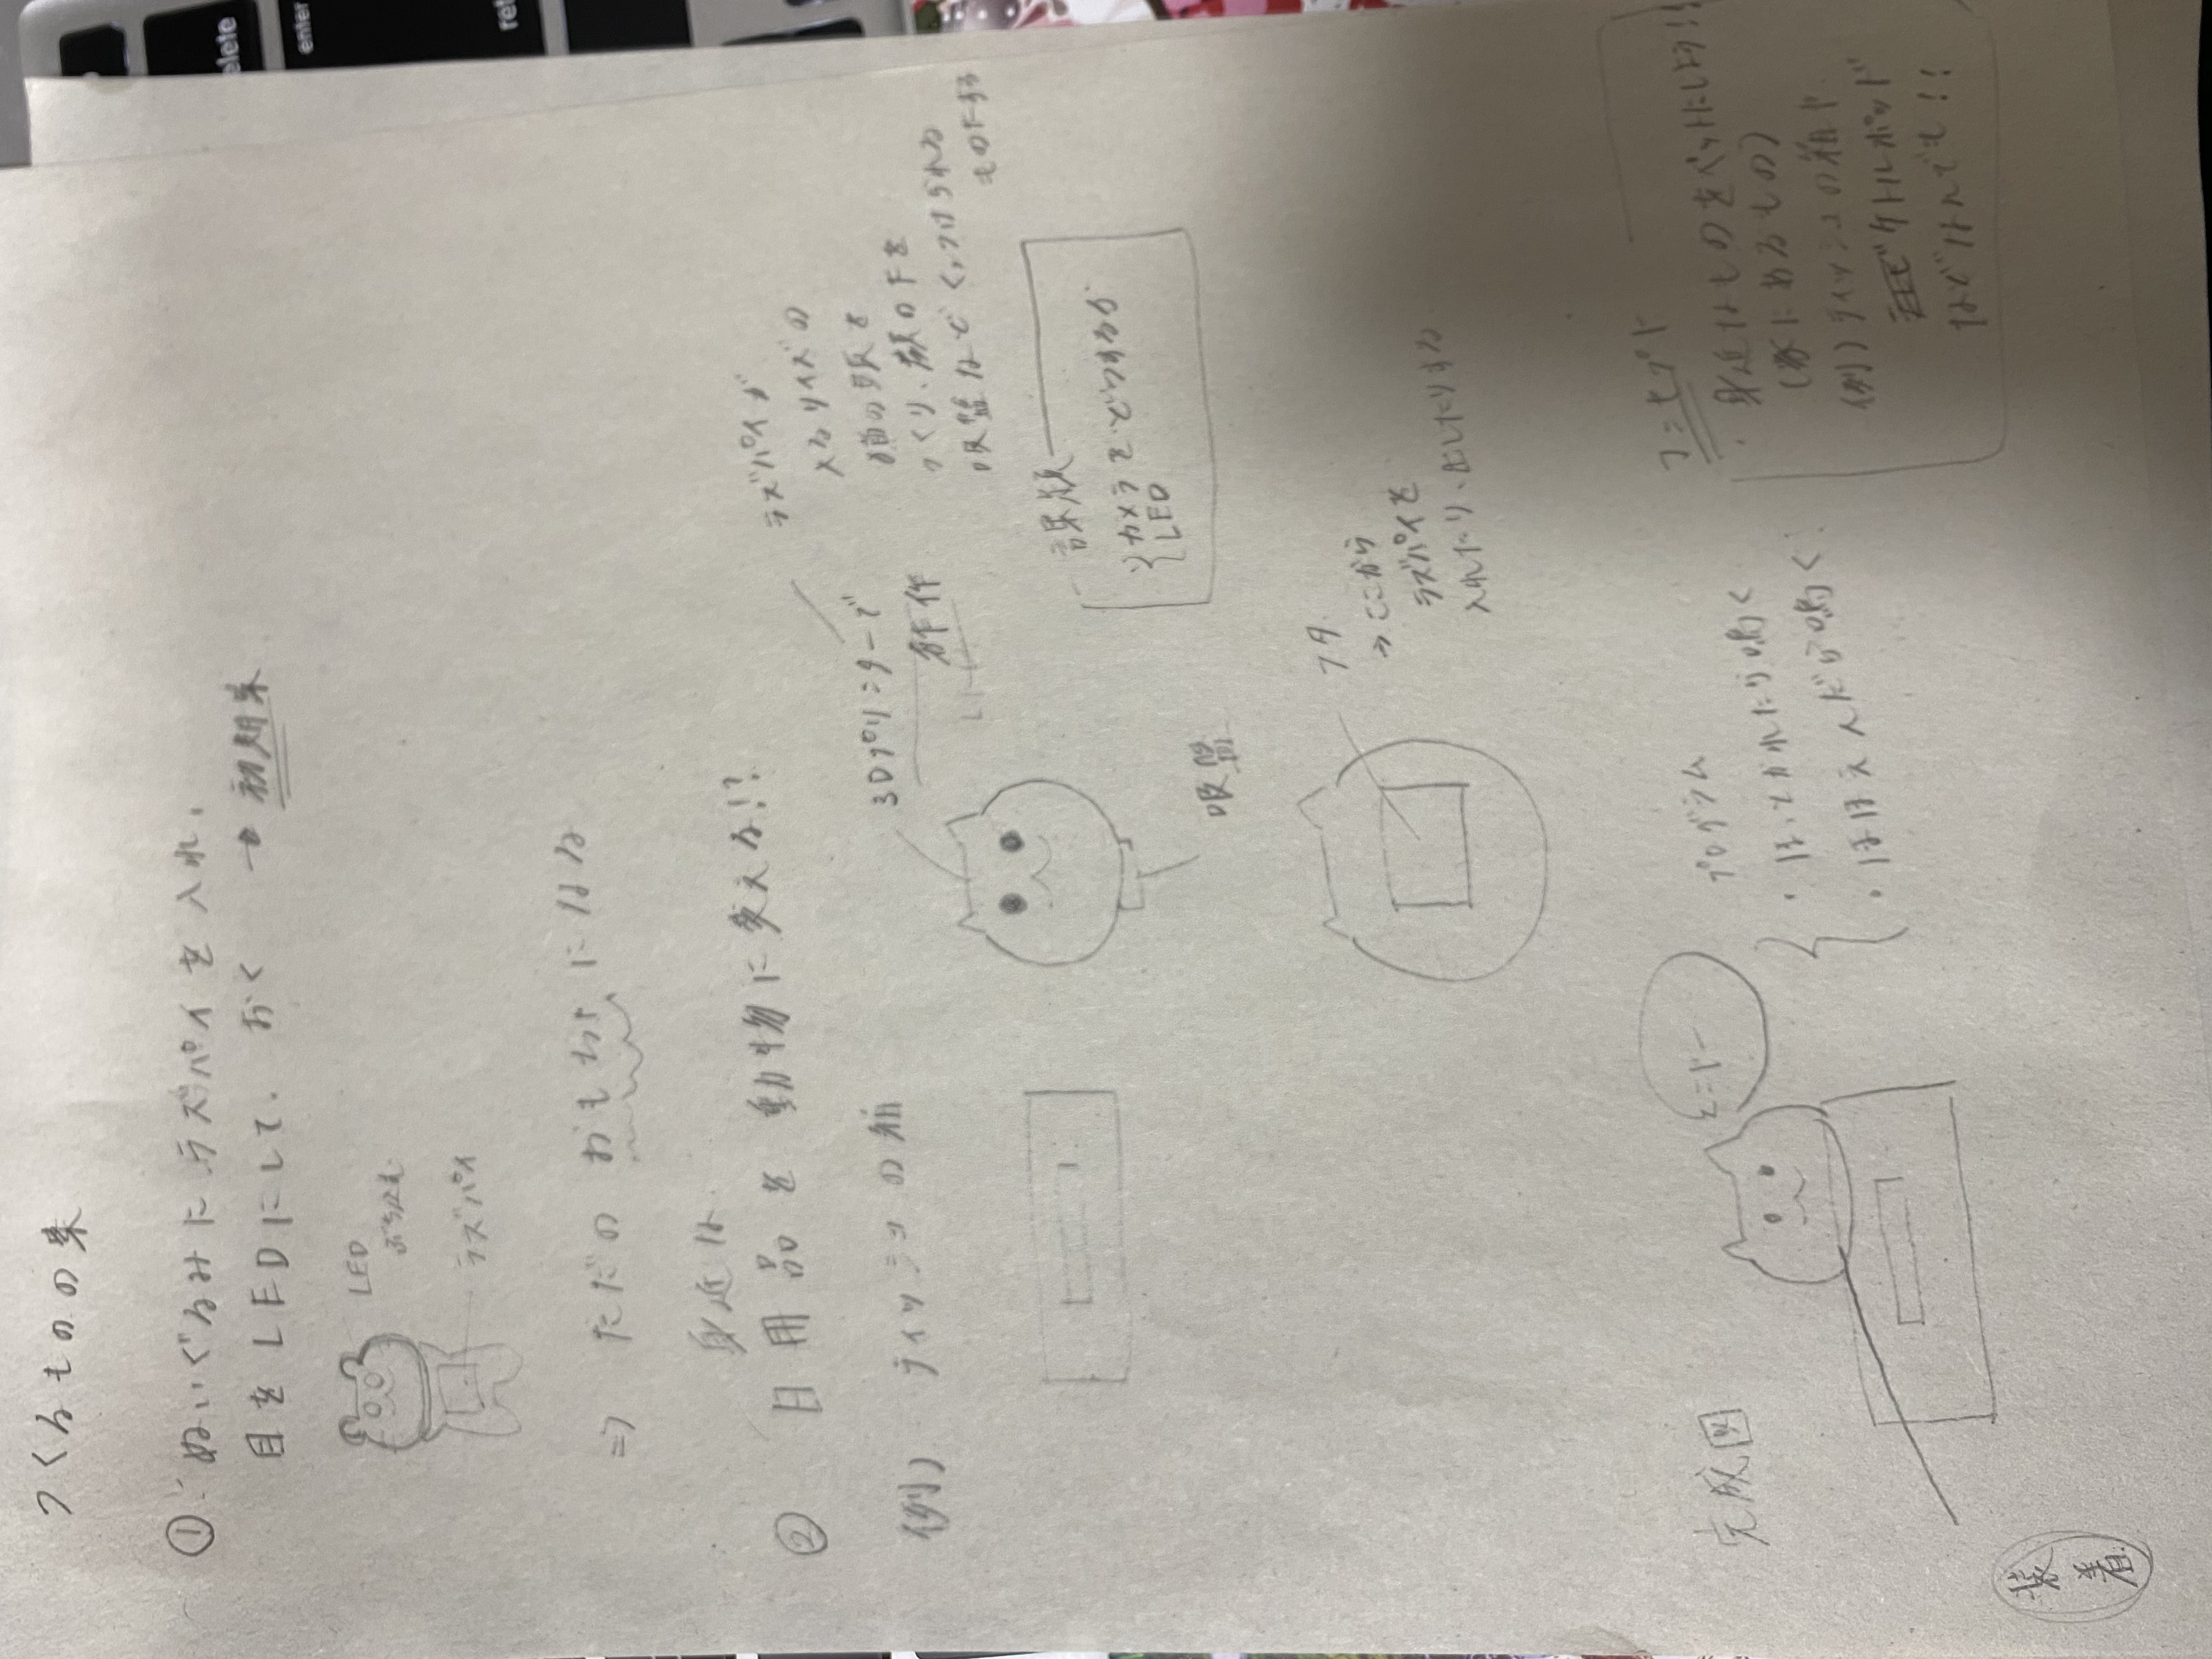 つくるものの案
① ぬいぐるみに ラズパイ を 入れ、
目を LEDにして、 おく → 初期案
LED
ぶち込む
ラズパイ
⇒ ただの おもちゃ になる
身近な
② 日用品を 動物に変える!?
例) ティッシュの箱
3Dプリンターで
作
ラズパイが
入るサイズの
猫の頭を
つくり、顔の下を
吸盤など くっつけられる
ものにする
吸盤
課題
カメラをどうするか
LED
フタ
→ ここから
ラズパイを
入れたり、出したりする
完成図
プログラム
・ほっとかれたら鳴く
・ほほえんだら鳴く
コンセプト
・身近なものをペットにしよう!!
(家にあるもの)
(例) ティッシュの箱や
ケトルポッド
などなんでも!!
装着